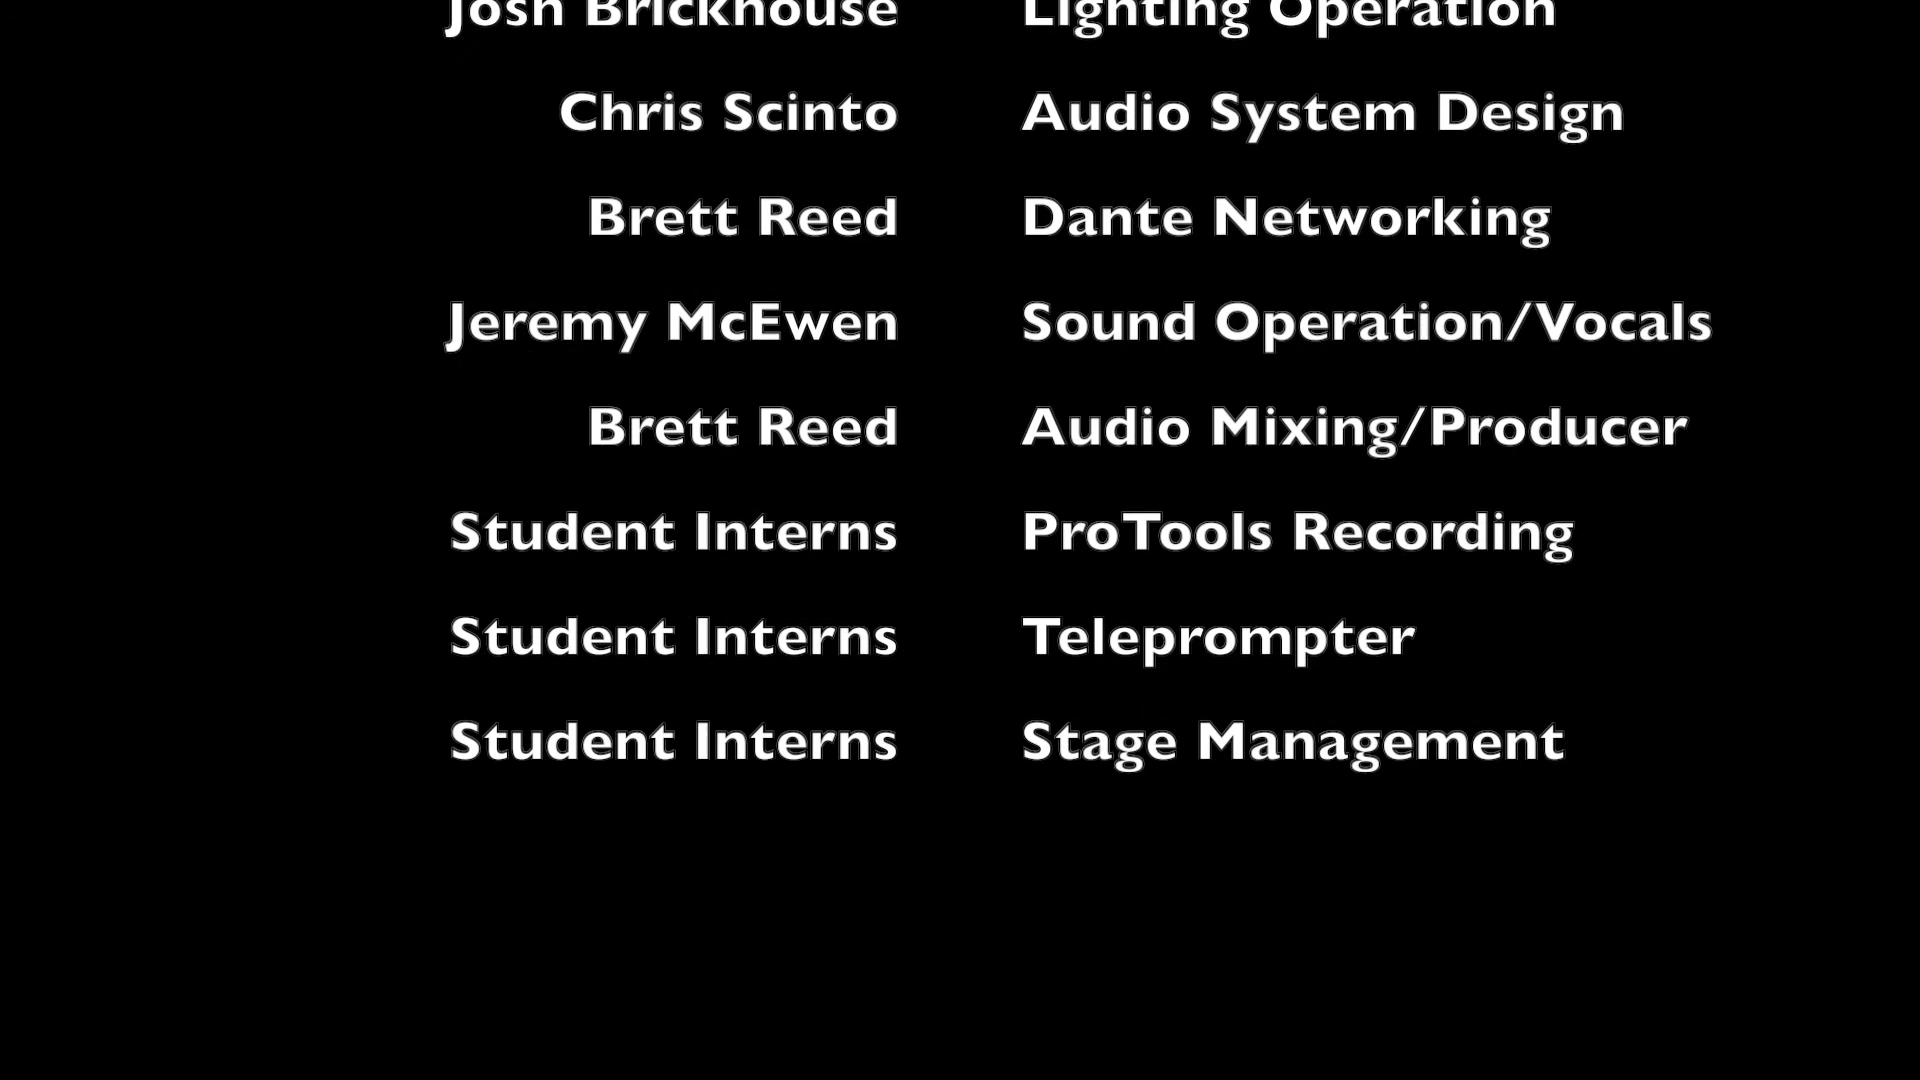 Josh Brickhouse Lighting Operation
Chris Scinto Audio System Design
Brett Reed Dante Networking
Jeremy McEwen Sound Operation/Vocals
Brett Reed Audio Mixing/Producer
Student Interns ProTools Recording
Student Interns Teleprompter
Student Interns Stage Management